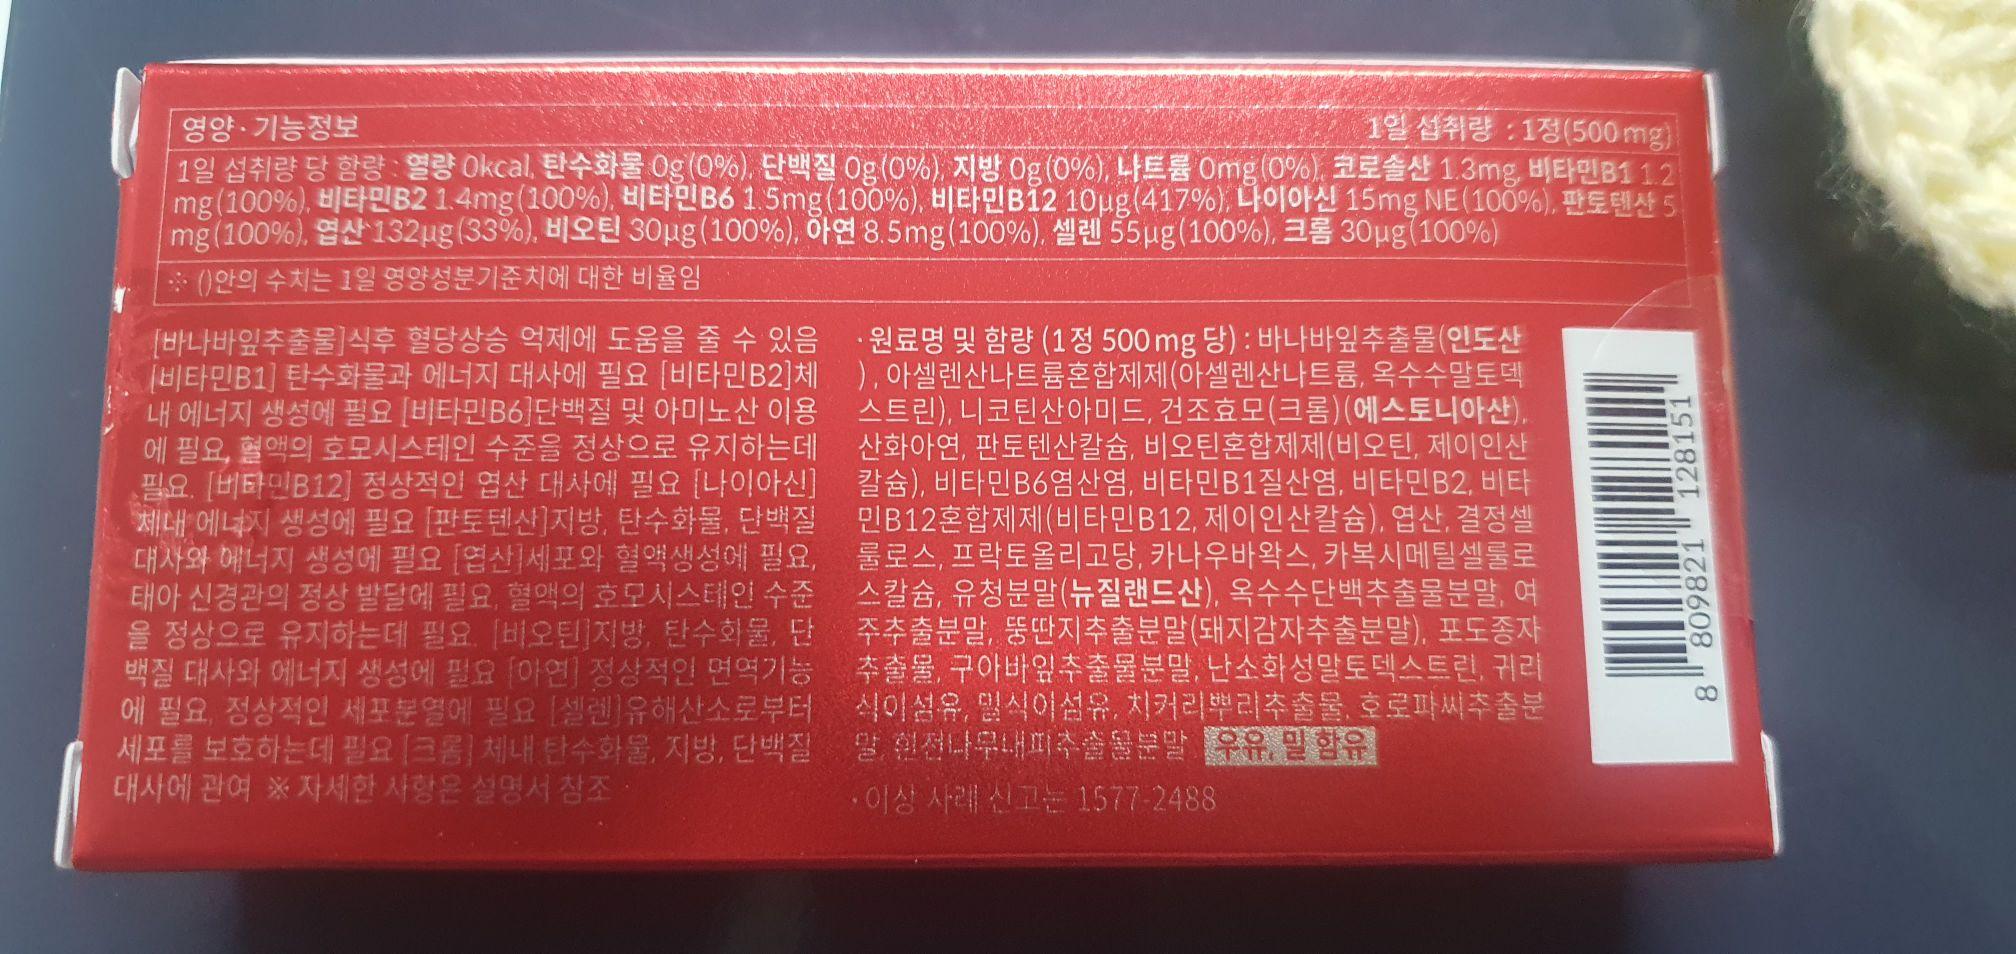 영양·기능정보
1일 섭취량 : 1정(500mg)
1일 섭취량 당 함량 : 열량 0kcal, 탄수화물 0g(0%), 단백질 0g(0%), 지방 0g(0%), 나트륨 0mg(0%), 코로솔산 1.3mg, 비타민B1 1.2
mg(100%), 비타민B2 1.4mg(100%), 비타민B6 1.5mg(100%), 비타민B12 10μg(417%), 나이아신 15mg NE(100%), 판토텐산 5
mg(100%), 엽산 132μg(33%), 비오틴 30μg(100%), 아연 8.5mg(100%), 셀렌 55μg(100%), 크롬 30μg(100%)
※ ()안의 수치는 1일 영양성분기준치에 대한 비율임
[바나바잎추출물]식후 혈당상승 억제에 도움을 줄 수 있음
[비타민B1] 탄수화물과 에너지 대사에 필요 [비타민B2]체
내 에너지 생성에 필요 [비타민B6]단백질 및 아미노산 이용
에 필요, 혈액의 호모시스테인 수준을 정상으로 유지하는데
필요. [비타민B12] 정상적인 엽산 대사에 필요 [나이아신]
체내 에너지 생성에 필요 [판토텐산]지방, 탄수화물, 단백질
대사와 에너지 생성에 필요 [엽산]세포와 혈액생성에 필요,
태아 신경관의 정상 발달에 필요, 혈액의 호모시스테인 수준
을 정상으로 유지하는데 필요. [비오틴]지방, 탄수화물, 단
백질 대사와 에너지 생성에 필요 [아연] 정상적인 면역기능
에 필요, 정상적인 세포분열에 필요 [셀렌]유해산소로부터
세포를 보호하는데 필요 [크롬] 체내 탄수화물, 지방, 단백질
대사에 관여 ※ 자세한 사항은 설명서 참조
·원료명 및 함량 (1정 500mg 당) : 바나바잎추출물(인도산
), 아셀렌산나트륨혼합제제(아셀렌산나트륨, 옥수수말토덱
스트린), 니코틴산아미드, 건조효모(크롬)(에스토니아산),
산화아연, 판토텐산칼슘, 비오틴혼합제제(비오틴, 제이인산
칼슘), 비타민B6염산염, 비타민B1질산염, 비타민B2, 비타
민B12혼합제제(비타민B12, 제이인산칼슘), 엽산, 결정셀
룰로스, 프락토올리고당, 카나우바왁스, 카복시메틸셀룰로
스칼슘, 유청분말(뉴질랜드산), 옥수수단백추출물분말, 여
주추출분말, 뚱딴지추출분말(돼지감자추출분말), 포도종자
추출물, 구아바잎추출물분말, 난소화성말토덱스트린, 귀리
식이섬유, 밀식이섬유, 치커리뿌리추출물, 호로파씨추출분
말, 흰전나무내피추출물분말 우유, 밀 함유
·이상 사례 신고는 1577-2488
8 809821 128151